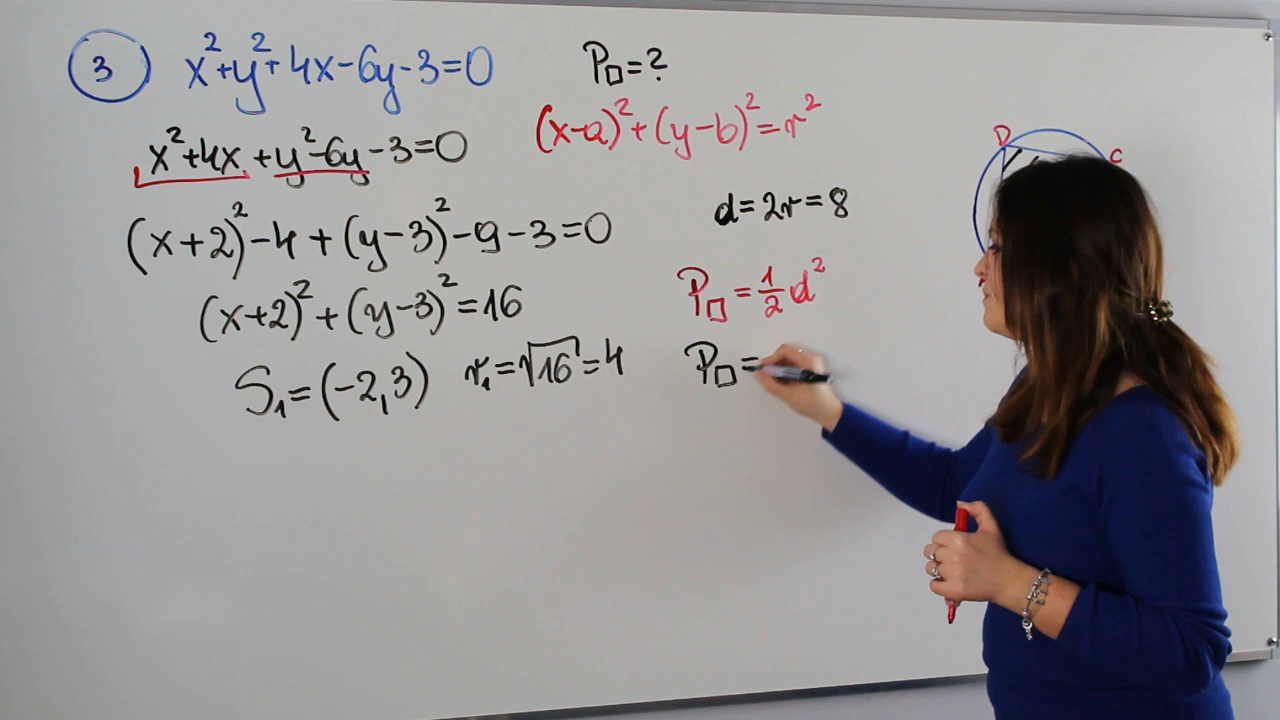 3 x²+y²+4x-6y-3=0
P□=?
x²+4x+y²-6y-3=0
(x-a)²+(y-b)²=r²
(x+2)²-4+(y-3)²-9-3=0
d=2r=8
(x+2)²+(y-3)²=16
P□=1/2d²
S₁=(-2,3) r₁=√16=4
P□=
D
C